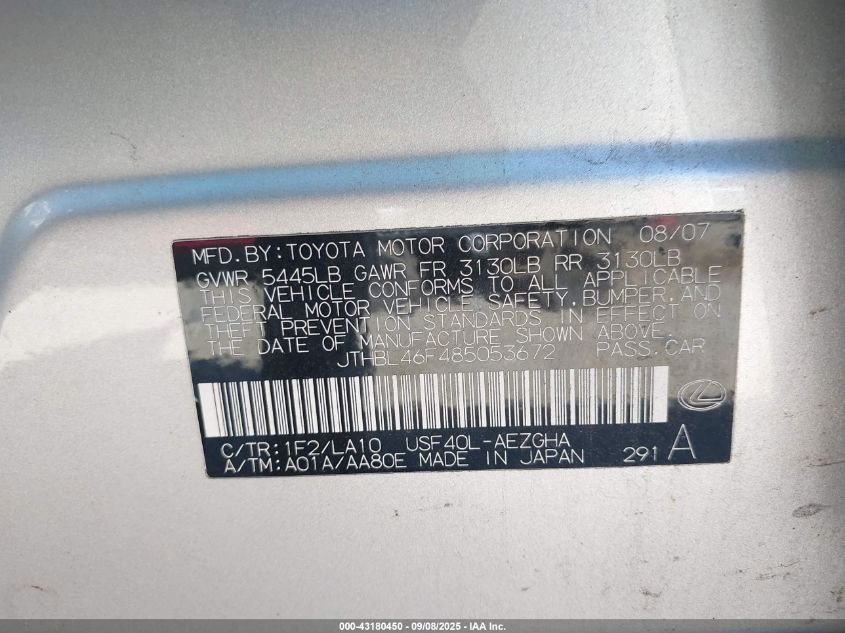 MFD.BY:TOYOTA MOTOR CORPORATION 08/07
GVWR 5445LB GAWR FR 3130LB RR 3130LB
THIS VEHICLE CONFORMS TO ALL APPLICABLE
FEDERAL MOTOR VEHICLE SAFETY,BUMPER,AND
THEFT PREVENTION STANDARDS IN EFFECT ON
THE DATE OF MANUFACTURE SHOWN ABOVE.
JTHBL46F485053672 PASS.CAR
C/TR:1F2/LA10 USF40L-AEZGHA
A/TM:A01A/AA80E MADE IN JAPAN 291 A
000-43180450 - 09/08/2025 - IAA Inc.